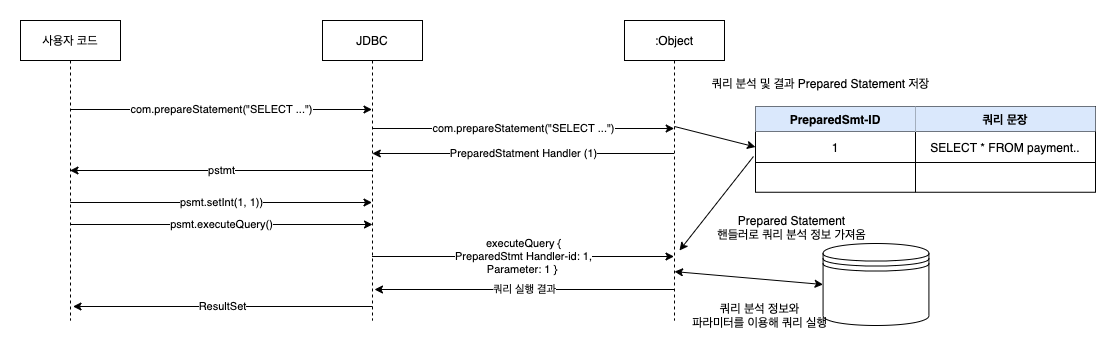 사용자 코드
JDBC
:Object
쿼리 분석 및 결과 Prepared Statement 저장
PreparedSmt-ID
쿼리 문장
1
SELECT * FROM payment..
com.prepareStatement("SELECT ...")
com.prepareStatement("SELECT ...")
PreparedStatment Handler (1)
pstmt
psmt.setInt(1, 1))
psmt.executeQuery()
Prepared Statement
핸들러로 쿼리 분석 정보 가져옴
executeQuery {
PreparedStmt Handler-id: 1,
Parameter: 1 }
쿼리 실행 결과
ResultSet
쿼리 분석 정보와
파라미터를 이용해 쿼리 실행